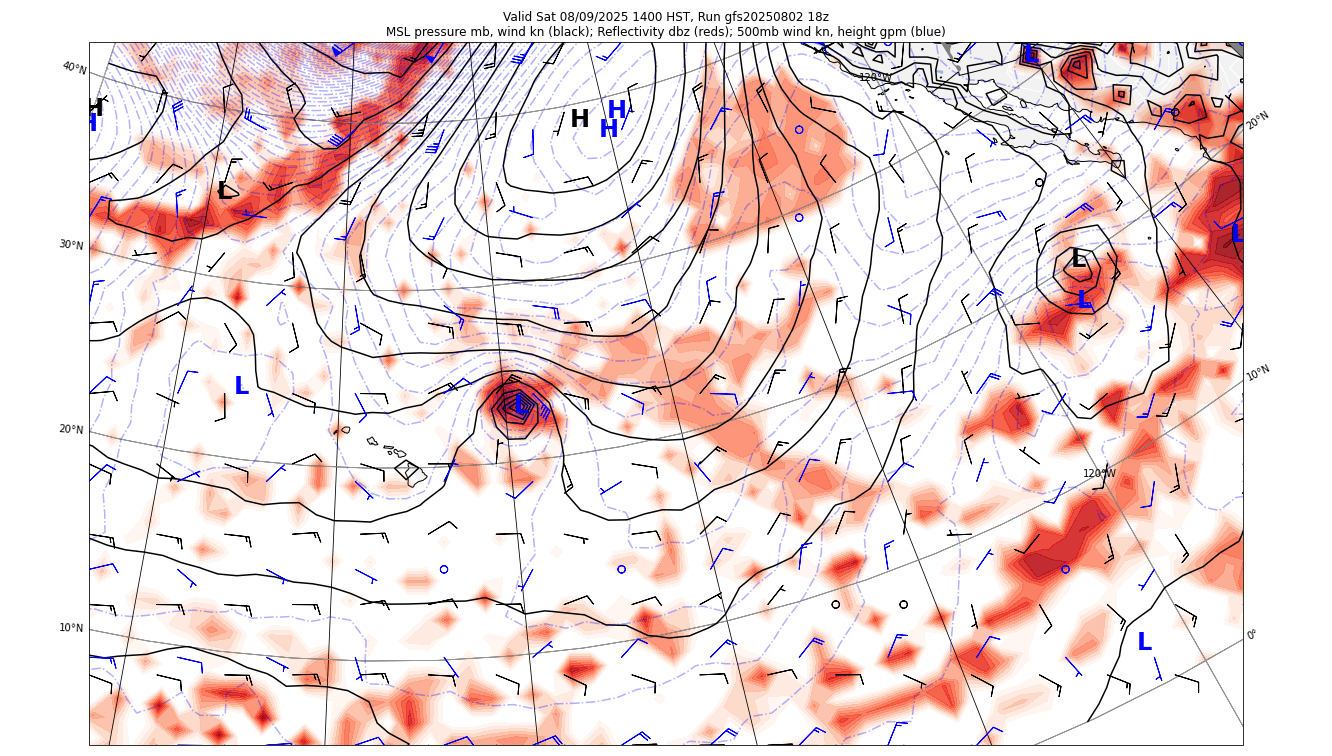 Valid Sat 08/09/2025 1400 HST, Run gfs20250802 18z
MSL pressure mb, wind kn (black); Reflectivity dbz (reds); 500mb wind kn, height gpm (blue)
40°N
120°W
H
H
H
H
H
20°N
L
L
30°N
L
L
L
L
L
10°N
L
20°N
120°W
10°N
0°
L